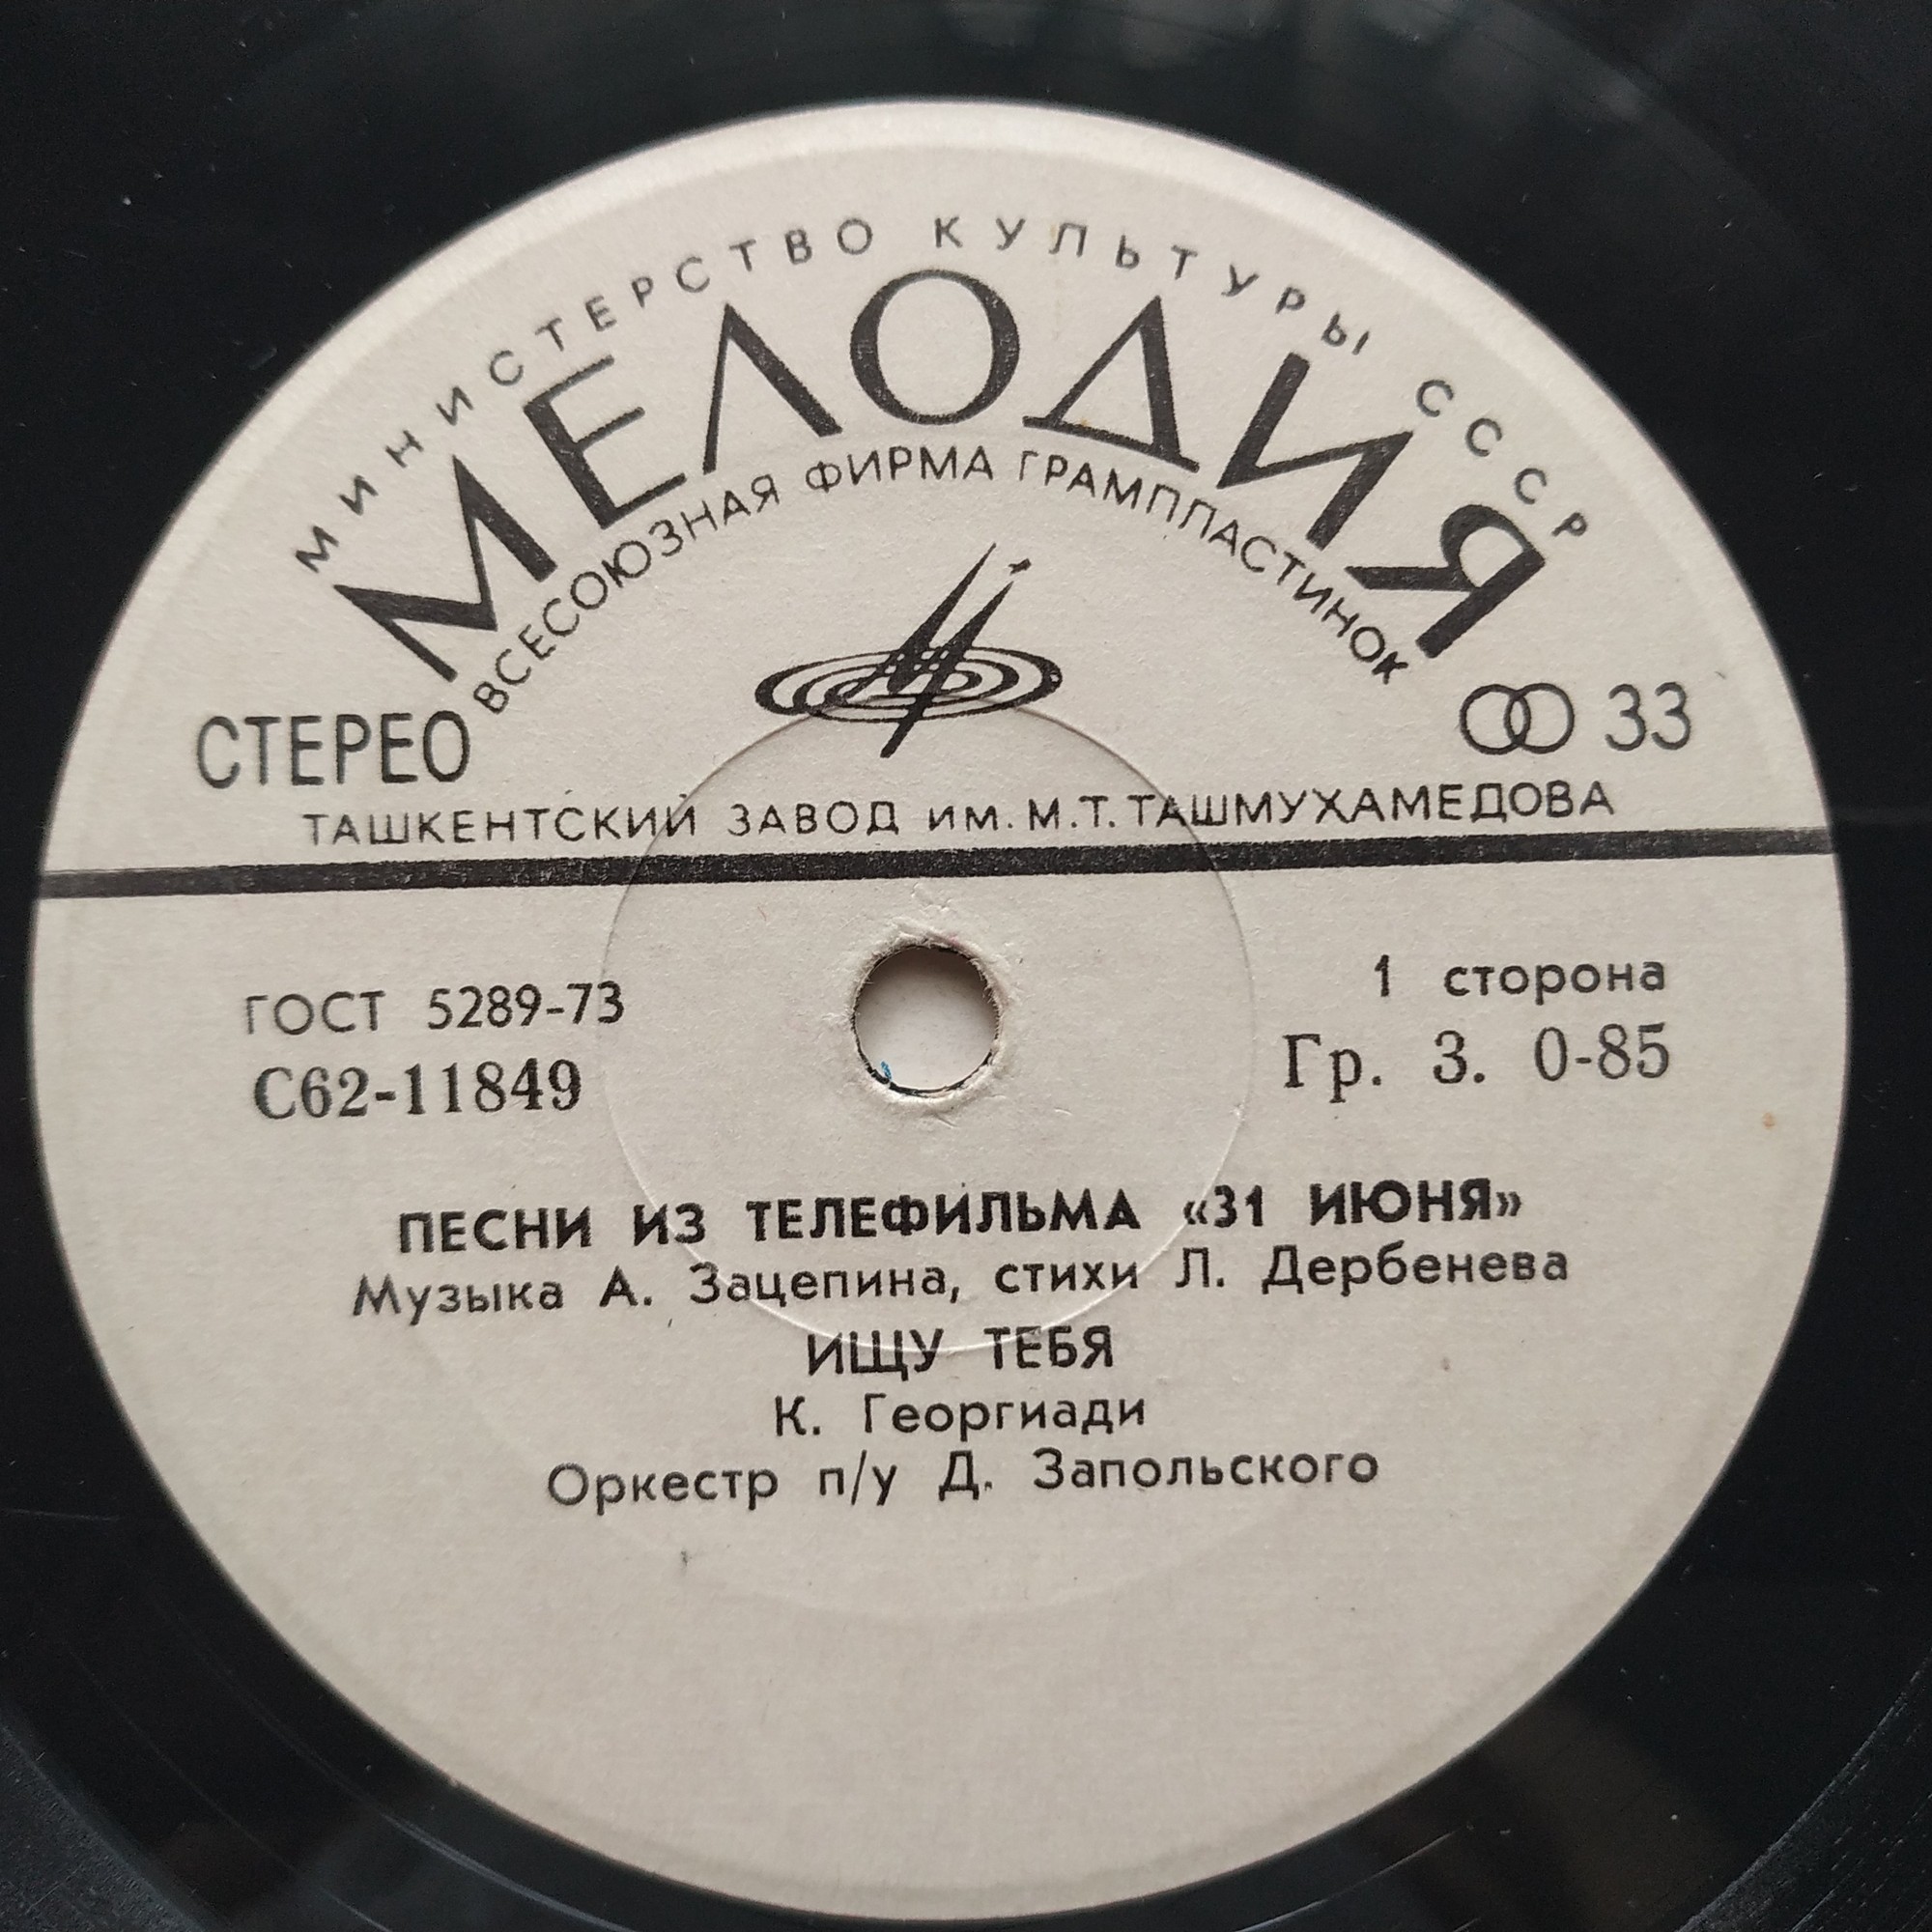 МИНИСТЕРСТВО КУЛЬТУРЫ СССР
МЕЛОДИЯ
ВСЕСОЮЗНАЯ ФИРМА ГРАМПЛАСТИНОК
СТЕРЕО 33
ТАШКЕНТСКИЙ ЗАВОД им. М.Т. ТАШМУХАМЕДОВА
ГОСТ 5289-73 1 сторона
С62-11849 Гр. 3. 0-85
ПЕСНИ ИЗ ТЕЛЕФИЛЬМА «31 ИЮНЯ»
Музыка А. Зацепина, стихи Л. Дербенева
ИЩУ ТЕБЯ
К. Георгиади
Оркестр п/у Д. Запольского